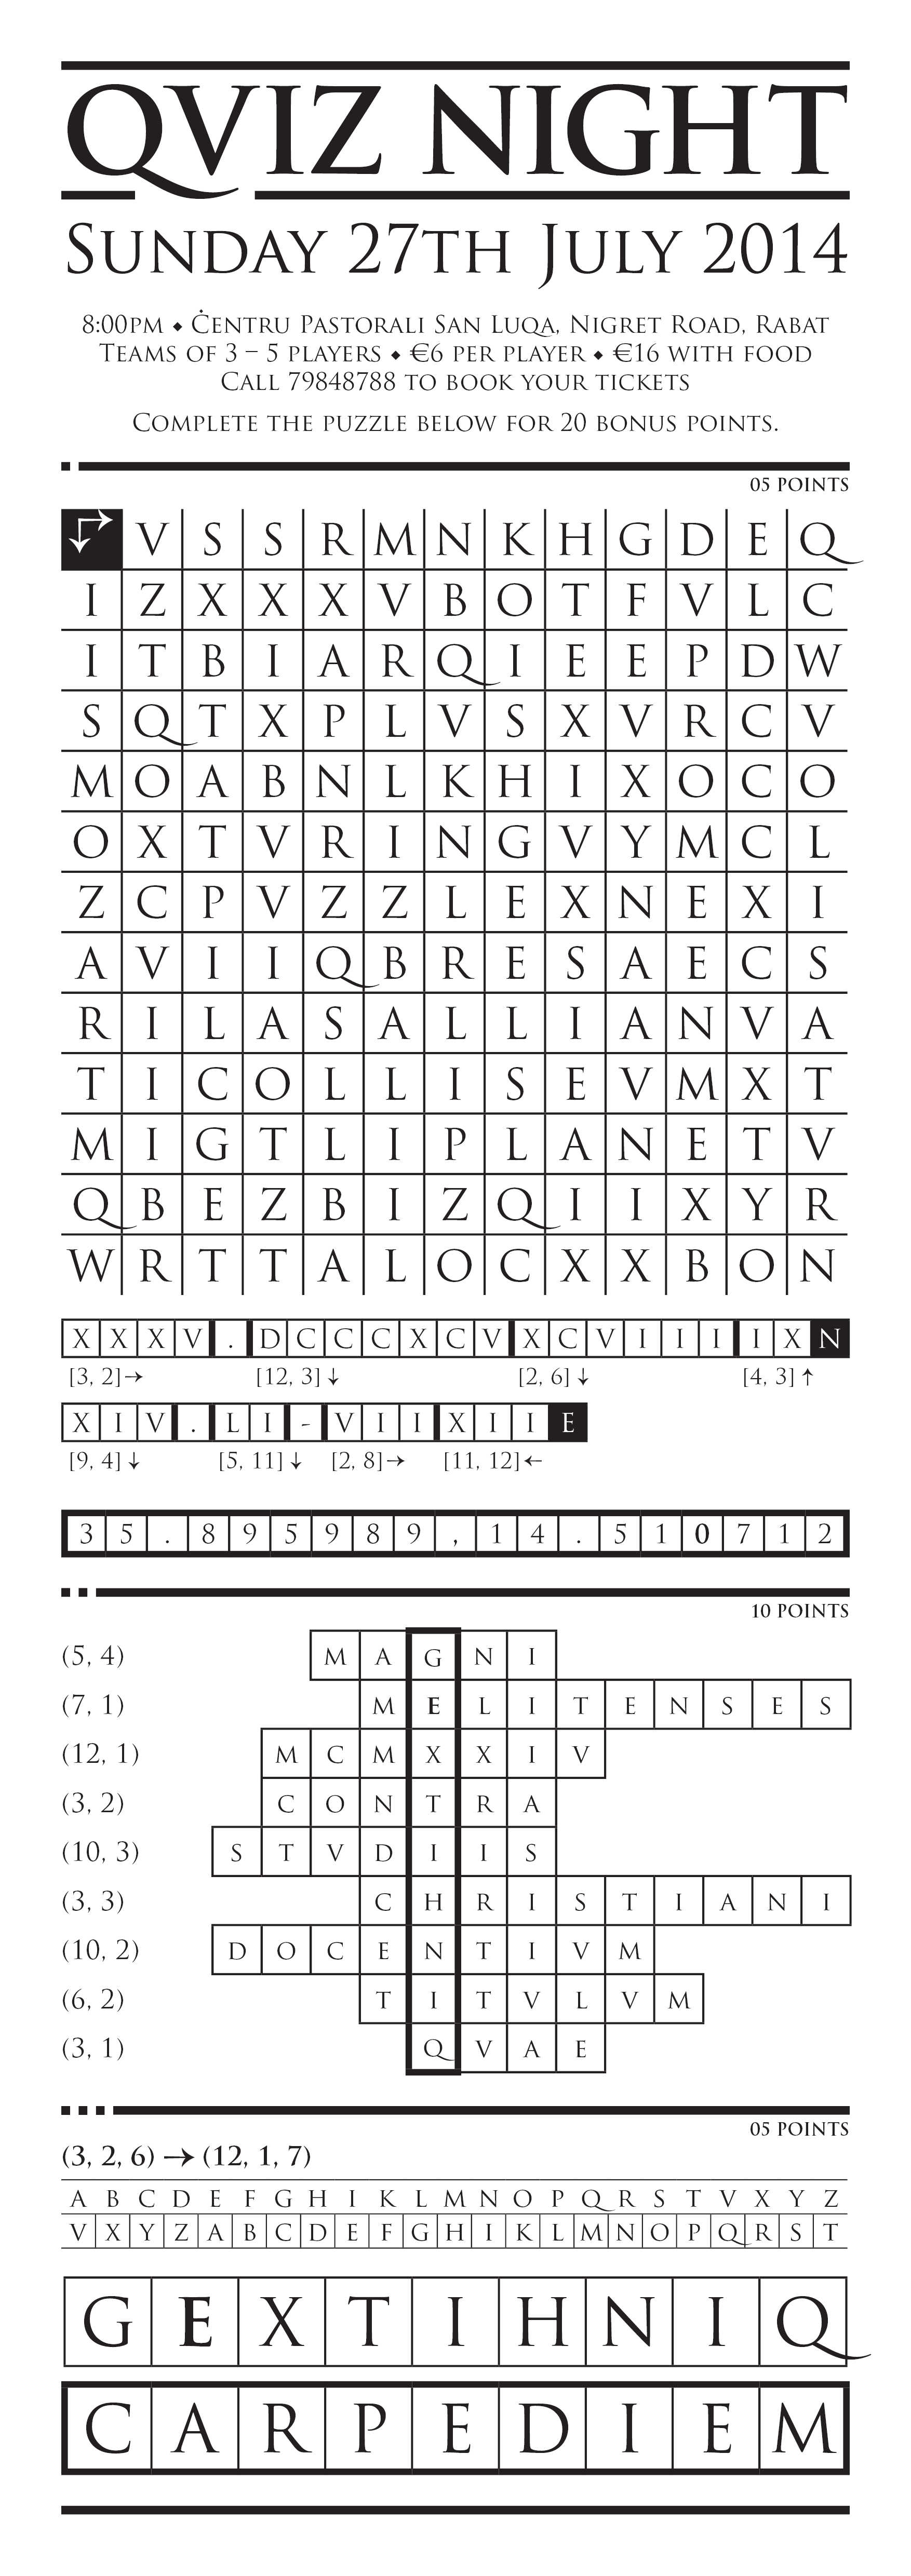 QVIZ NIGHT
SUNDAY 27TH JULY 2014
8:00PM ◆ ĊENTRU PASTORALI SAN LUQA, NIGRET ROAD, RABAT
TEAMS OF 3 – 5 PLAYERS ◆ €6 PER PLAYER ◆ €16 WITH FOOD
CALL 79848788 TO BOOK YOUR TICKETS
COMPLETE THE PUZZLE BELOW FOR 20 BONUS POINTS.
05 POINTS
V S S R M N K H G D E Q
I Z X X X V B O T F V L C
I T B I A R Q I E E P D W
S Q T X P L V S X V R C V
M O A B N L K H I X O C O
O X T V R I N G V Y M C L
Z C P V Z Z L E X N E X I
A V I I Q B R E S A E C S
R I L A S A L L I A N V A
T I C O L L I S E V M X T
M I G T L I P L A N E T V
Q B E Z B I Z Q I I X Y R
W R T T A L O C X X B O N
X X X V . D C C C X C V X C V I I I I X N
[3, 2]→ [12, 3]↓ [2, 6]↓ [4, 3]↑
X I V . L I - V I I X I I E
[9, 4]↓ [5, 11]↓ [2, 8]→ [11, 12]←
3 5 . 8 9 5 9 8 9 , 1 4 . 5 1 0 7 1 2
10 POINTS
(5, 4) M A G N I
(7, 1) M E L I T E N S E S
(12, 1) M C M X X I V
(3, 2) C O N T R A
(10, 3) S T V D I I S
(3, 3) C H R I S T I A N I
(10, 2) D O C E N T I V M
(6, 2) T I T V L V M
(3, 1) Q V A E
05 POINTS
(3, 2, 6) → (12, 1, 7)
A B C D E F G H I K L M N O P Q R S T V X Y Z
V X Y Z A B C D E F G H I K L M N O P Q R S T
G E X T I H N I Q
C A R P E D I E M